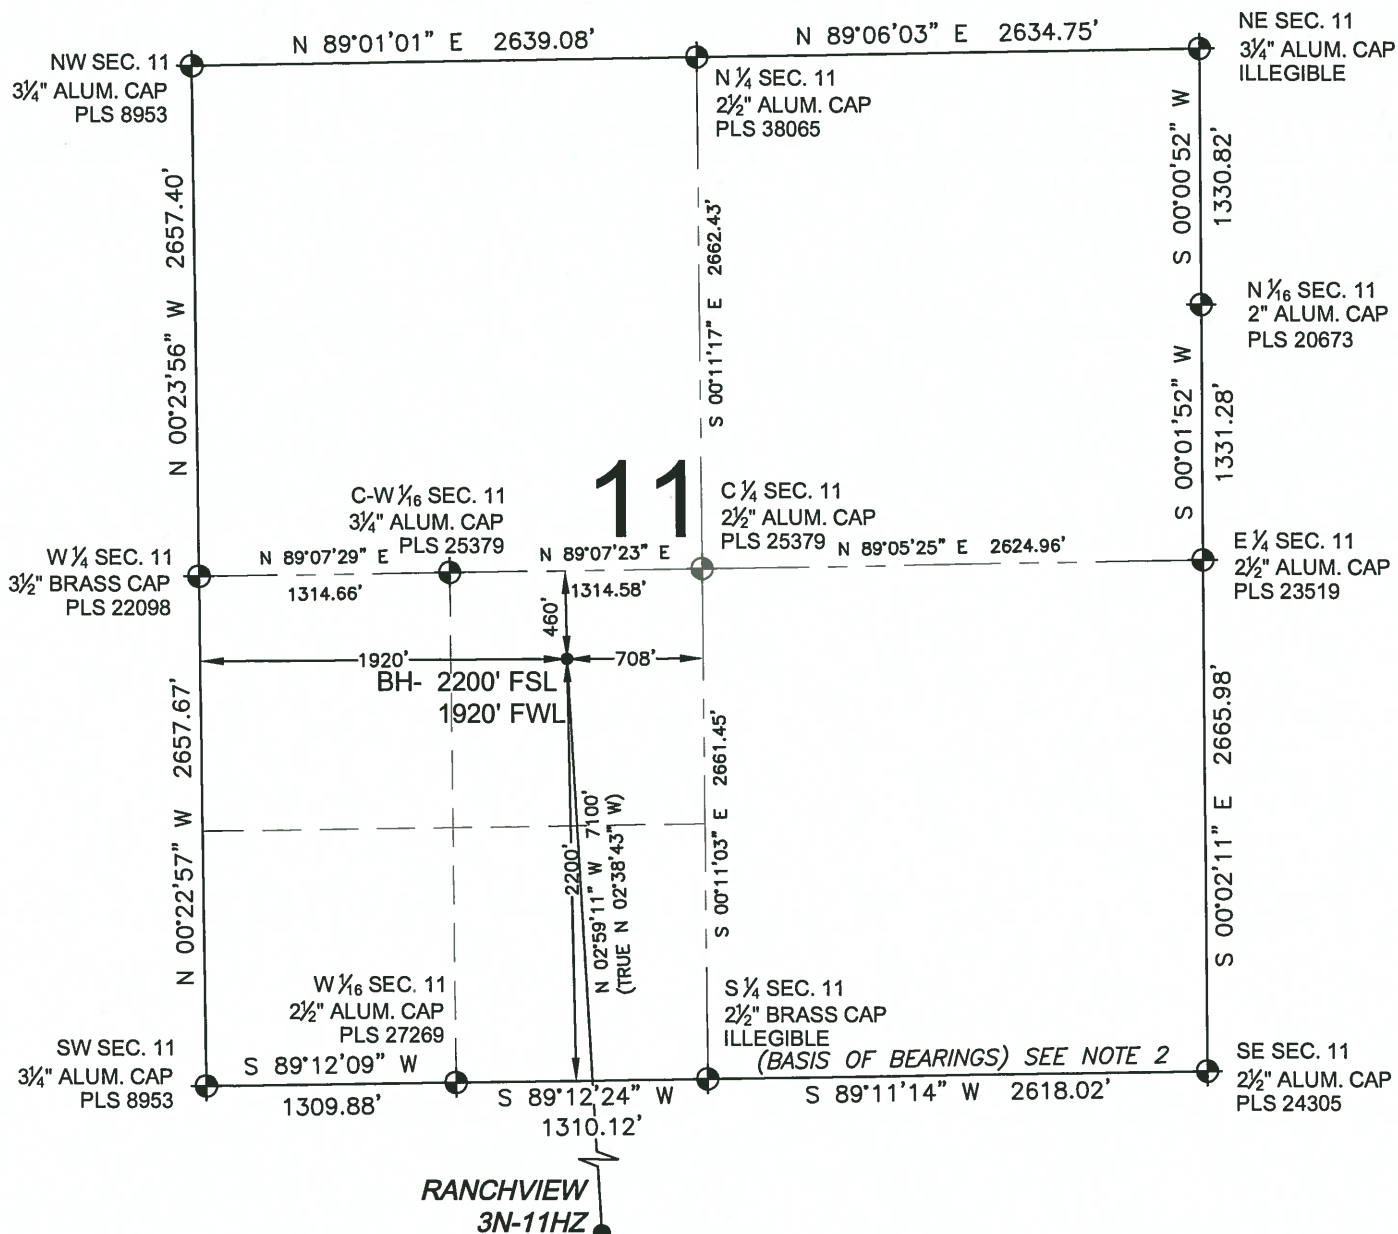 N 89°01'01" E 2639.08'
N 89°06'03" E 2634.75'
NW SEC. 11
3¼" ALUM. CAP
PLS 8953
N ¼ SEC. 11
2½" ALUM. CAP
PLS 38065
NE SEC. 11
3¼" ALUM. CAP
ILLEGIBLE
N 00°23'56" W 2657.40'
S 00°11'17" E 2662.43'
S 00°00'52" W
1330.82'
N 1⁄16 SEC. 11
2" ALUM. CAP
PLS 20673
S 00°01'52" W
1331.28'
11
C-W 1⁄16 SEC. 11
3¼" ALUM. CAP
PLS 25379
C ¼ SEC. 11
2½" ALUM. CAP
PLS 25379
W ¼ SEC. 11
3½" BRASS CAP
PLS 22098
N 89°07'29" E
1314.66'
N 89°07'23" E
1314.58'
N 89°05'25" E 2624.96'
E ¼ SEC. 11
2½" ALUM. CAP
PLS 23519
460'
1920'
708'
BH- 2200' FSL
1920' FWL
N 00°22'57" W 2657.67'
2200'
N 02°59'11" W 7100'
(TRUE N 02°38'43" W)
S 00°11'03" E 2661.45'
S 00°02'11" E 2665.98'
W 1⁄16 SEC. 11
2½" ALUM. CAP
PLS 27269
S ¼ SEC. 11
2½" BRASS CAP
ILLEGIBLE
SW SEC. 11
3¼" ALUM. CAP
PLS 8953
S 89°12'09" W
1309.88'
S 89°12'24" W
1310.12'
(BASIS OF BEARINGS) SEE NOTE 2
S 89°11'14" W 2618.02'
SE SEC. 11
2½" ALUM. CAP
PLS 24305
RANCHVIEW
3N-11HZ